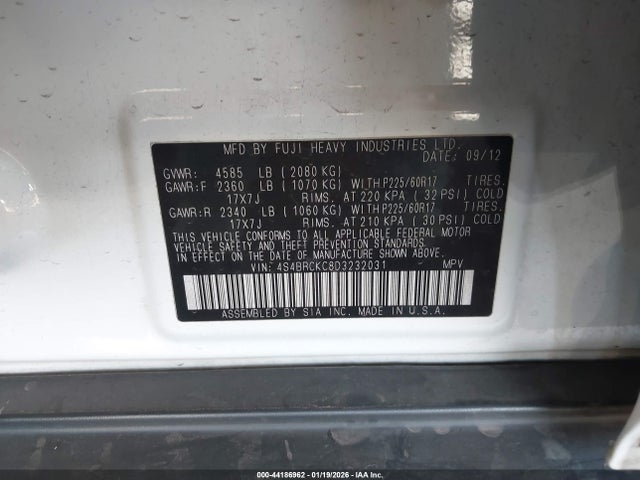 MFD BY FUJI HEAVY INDUSTRIES LTD.
DATE: 09/12
GVWR: 4585 LB ( 2080 KG)
GAWR:F 2360 LB ( 1070 KG) WITH P225/60R17 TIRES.
17X7J RIMS. AT 220 KPA ( 32 PSI) COLD
GAWR:R 2340 LB ( 1060 KG) WITH P225/60R17 TIRES.
17X7J RIMS. AT 210 KPA ( 30 PSI) COLD
THIS VEHICLE CONFORMS TO ALL APPLICABLE FEDERAL MOTOR
VEHICLE SAFETY AND THEFT PREVENTION STANDARDS
IN EFFECT ON THE DATE OF MANUFACTURE SHOWN ABOVE.
VIN: 4S4BRCKC8D3232031 MPV
ASSEMBLED BY SIA INC. MADE IN U.S.A.
000-44186962 - 01/19/2026 - IAA Inc.